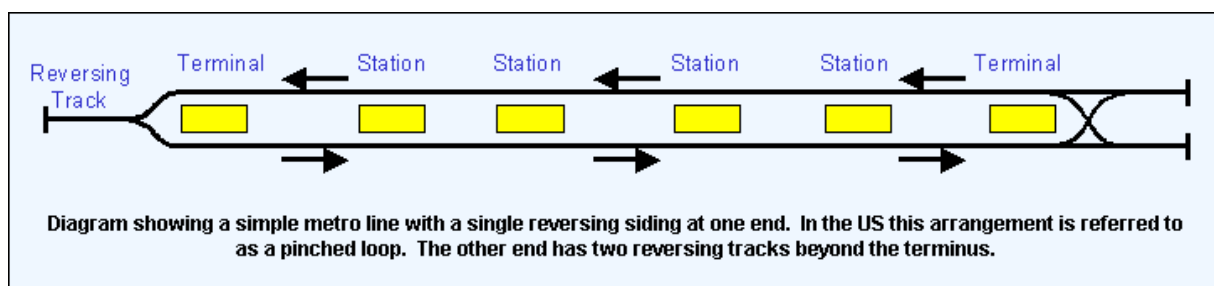 Terminal
Station
Station
Station
Station
Terminal
Reversing
Track
Diagram showing a simple metro line with a single reversing siding at one end. In the US this arrangement is referred to
as a pinched loop. The other end has two reversing tracks beyond the terminus.